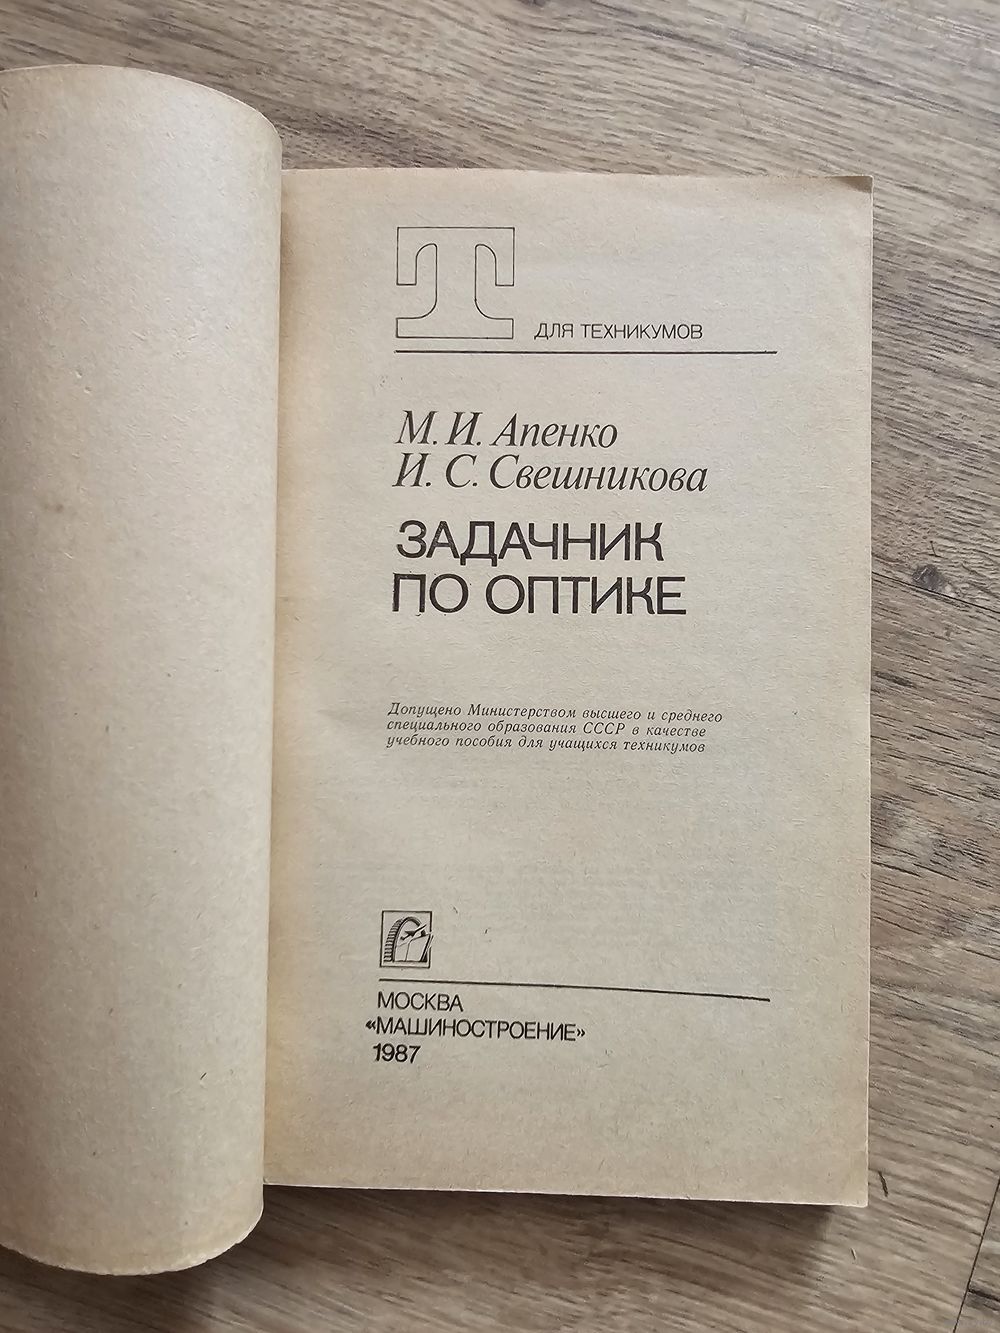 Т
ДЛЯ ТЕХНИКУМОВ
М. И. Апенко
И. С. Свешникова
ЗАДАЧНИК
ПО ОПТИКЕ
Допущено Министерством высшего и среднего
специального образования СССР в качестве
учебного пособия для учащихся техникумов
МОСКВА
«МАШИНОСТРОЕНИЕ»
1987